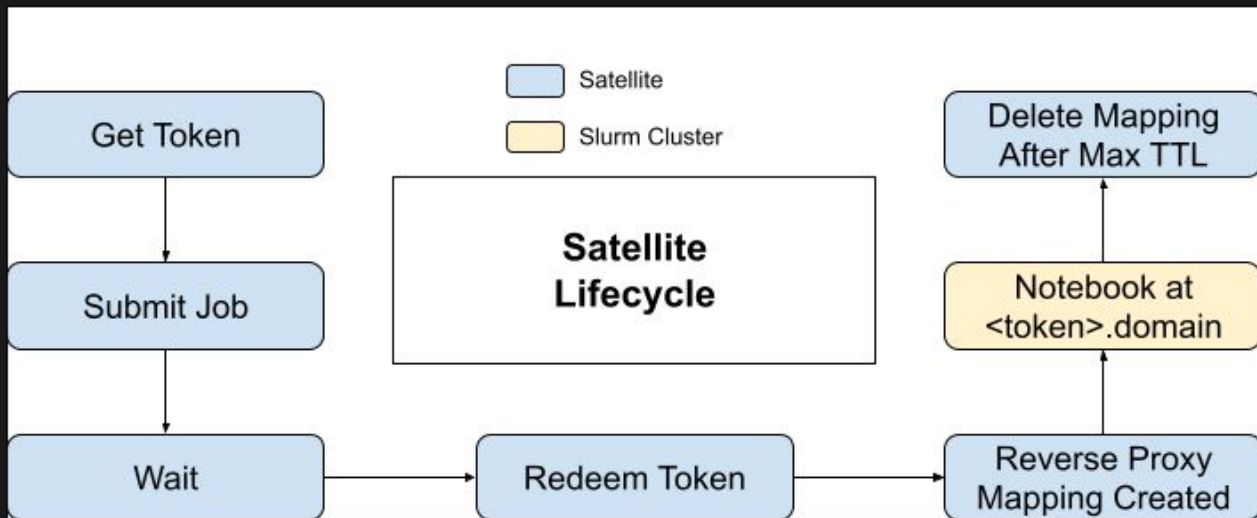 Satellite
Slurm Cluster
Get Token
Submit Job
Wait
Satellite
Lifecycle
Redeem Token
Reverse Proxy
Mapping Created
Notebook at
<token>.domain
Delete Mapping
After Max TTL